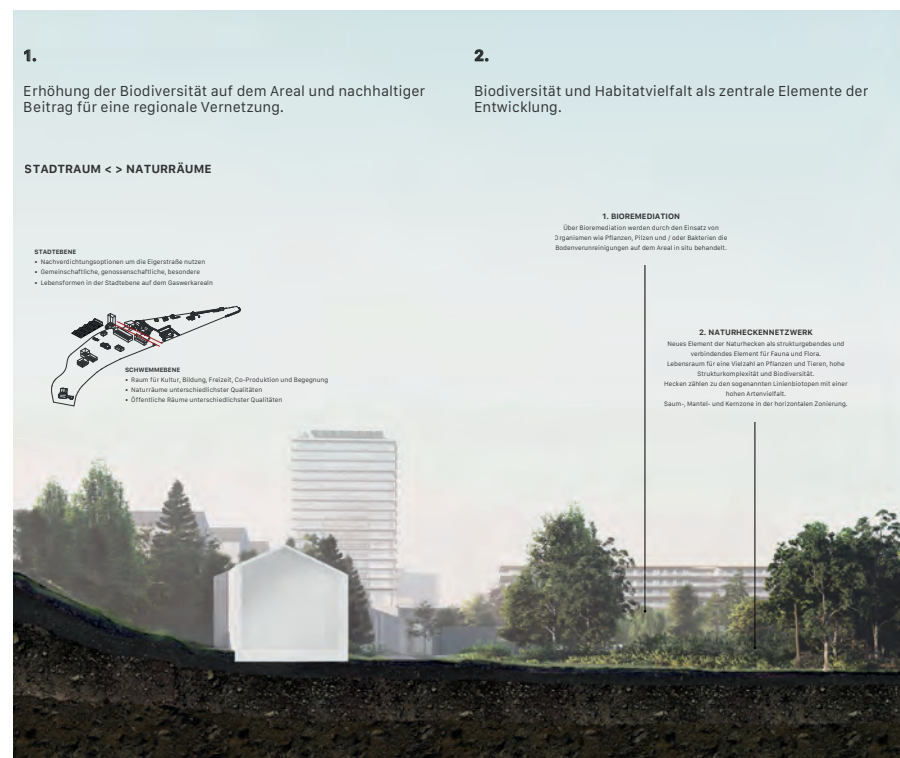 1.
Erhöhung der Biodiversität auf dem Areal und nachhaltiger
Beitrag für eine regionale Vernetzung.
STADTRAUM < > NATURRÄUME
STADTEBENE
• Nachverdichtungsoptionen um die Eigerstraße nutzen
• Gemeinschaftliche, genossenschaftliche, besondere
• Lebensformen in der Stadtebene auf dem Gaswerkarealn
SCHWEMMEBENE
• Raum für Kultur, Bildung, Freizeit, Co-Produktion und Begegnung
• Naturräume unterschiedlichster Qualitäten
• Öffentliche Räume unterschiedlichster Qualitäten
2.
Biodiversität und Habitatvielfalt als zentrale Elemente der
Entwicklung.
1. BIOREMEDIATION
Über Bioremediation werden durch den Einsatz von
Organismen wie Pflanzen, Pilzen und / oder Bakterien die
Bodenverunreinigungen auf dem Areal in situ behandelt.
2. NATURHECKENNETZWERK
Neues Element der Naturhecken als strukturgebendes und
verbindendes Element für Fauna und Flora.
Lebensraum für eine Vielzahl an Pflanzen und Tieren, hohe
Strukturkomplexität und Biodiversität.
Hecken zählen zu den sogenannten Linienbiotopen mit einer
hohen Artenvielfalt.
Saum-, Mantel- und Kernzone in der horizontalen Zonierung.